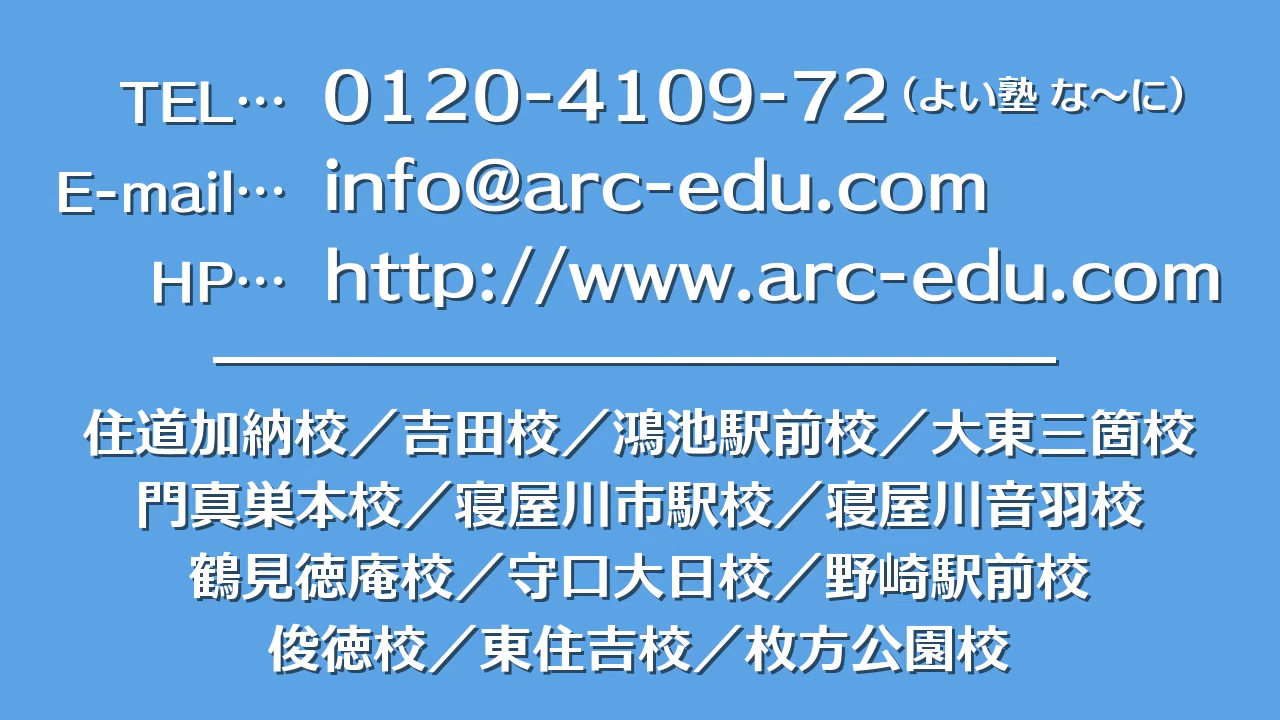 TEL… 0120-4109-72（よい塾 な～に）
E-mail… info@arc-edu.com
HP… http://www.arc-edu.com
住道加納校／吉田校／鴻池駅前校／大東三箇校
門真巣本校／寝屋川市駅校／寝屋川音羽校
鶴見徳庵校／守口大日校／野崎駅前校
俊徳校／東住吉校／枚方公園校